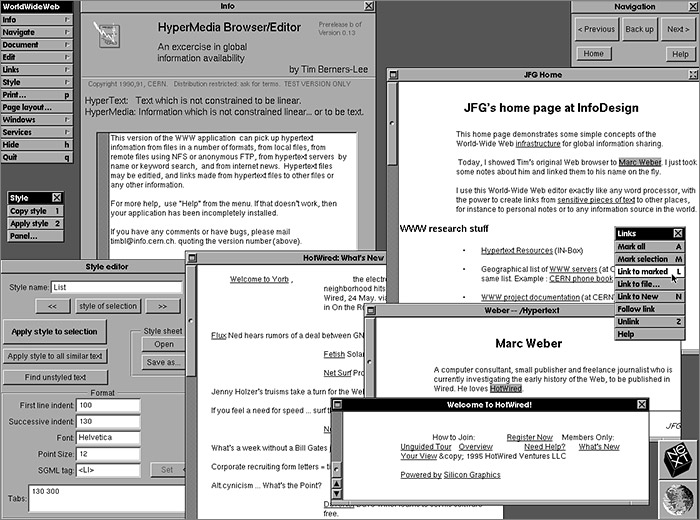 WorldWideWeb
Info
Navigate
Document
Edit
Links
Style
Print... p
Page layout...
Windows
Services
Hide h
Quit q
Info
HyperMedia Browser/Editor
Prerelease b of
Version 0.13
An excercise in global
information availability
by Tim Berners-Lee
Copyright 1990,91, CERN. Distribution restricted: ask for terms. TEST VERSION ONLY
HyperText: Text which is not constrained to be linear.
HyperMedia: Information which is not constrained linear... or to be text.
This version of the WWW application can pick up hypertext
infomation from files in a number of formats, from local files, from
remote files using NFS or anonymous FTP, from hypertext servers by
name or keyword search, and from internet news. Hypertext files
may be edited, and links made from hypertext files to other files or
any other information.
For more help, use "Help" from the menu. If that doesn't work, then
your application has been incompletely installed.
If you have any comments or have bugs, please mail
timbl@info.cern.ch. quoting the version number (above).
Navigation
< Previous Back up Next >
Home Help
JFG Home
JFG's home page at InfoDesign
This home page demonstrates some simple concepts of the
World-Wide Web infrastructure for global information sharing.
Today, I showed Tim's original Web browser to Marc Weber. I just took
some notes about him and linked them to his name on the fly.
I use this World-Wide Web editor exactly like any word processor, with
the power to create links from sensitive pieces of text to other places,
for instance to personal notes or to any information source in the world.
WWW research stuff
• Hypertext Resources (IN-Box)
• Geographical list of WWW servers (at C
same list. Example : CERN phone book
• WWW project documentation (at CERN
Links
Mark all A
Mark selection M
Link to marked L
Link to file...
Link to New N
Follow link
Unlink Z
Help
Style
Copy style 1
Apply style 2
Panel...
Style editor
Style name: List
<< style of selection >>
Apply style to selection
Apply style to all similar text
Find unstyled text
Style sheet
Open
Save as...
Format
First line indent: 100
Successive indent: 130
Font: Helvetica
Point Size: 12
SGML tag: <LI>
Set
Tabs: 130 300
HotWired: What's New
Welcome to Yorb , the electro
neighborhood hits
Wired, 24 May. via
in On the Ro
Flux Ned hears rumors of a deal between GN
Fetish Solar
Net Surf Pro
Jenny Holzer's truisms take a turn for the We
If you feel a need for speed ... surf t
What's week without a Bill Gates
Corporate recruiting form letters = t
Alt.cynicism ... What's the Point?
free.
Weber -- /Hypertext
Marc Weber
A computer consultant, small publisher and freelance journalist who is
currently investigating the early history of the Web, to be published in
Wired. He loves HotWired.
JFG
Welcome to HotWired!
How to Join: Register Now Members Only:
Unguided Tour Overview Need Help? What's New
Your View &copy; 1995 HotWired Ventures LLC
Powered by Silicon Graphics
NeXT